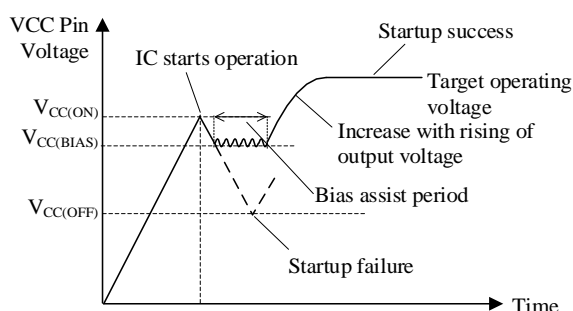 VCC Pin
Voltage
Startup success
IC starts operation
Target operating
voltage
VCC(ON)
Increase with rising of
output voltage
VCC(BIAS)
Bias assist period
VCC(OFF)
Startup failure
Time